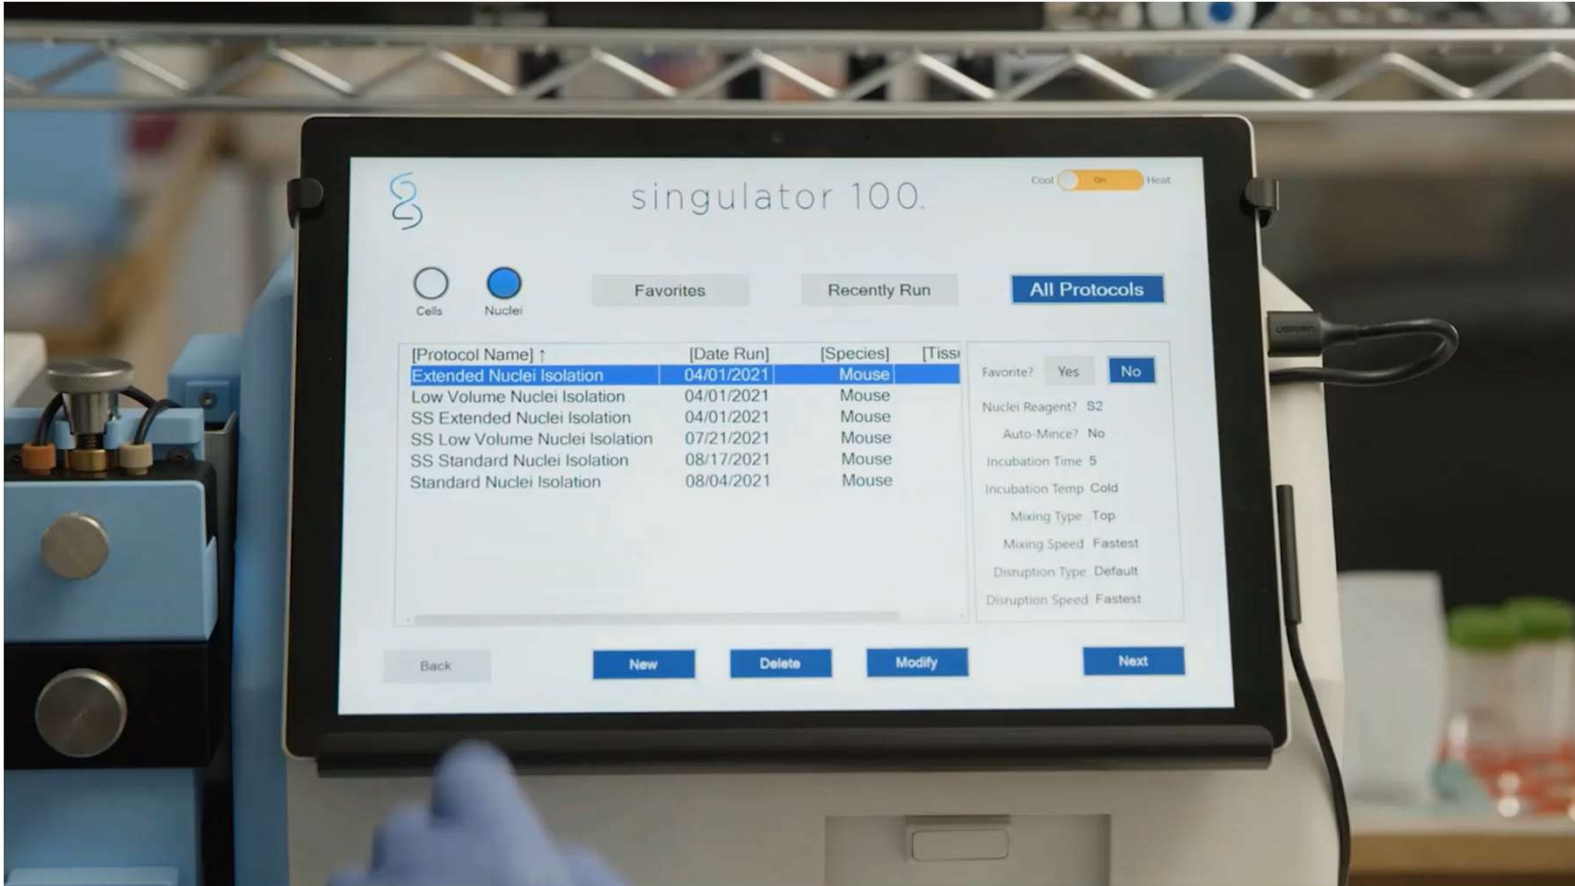 singulator 100™
Cool On Heat
Cells Nuclei Favorites Recently Run All Protocols
[Protocol Name] ↑ [Date Run] [Species] [Tissu
Extended Nuclei Isolation 04/01/2021 Mouse
Low Volume Nuclei Isolation 04/01/2021 Mouse
SS Extended Nuclei Isolation 04/01/2021 Mouse
SS Low Volume Nuclei Isolation 07/21/2021 Mouse
SS Standard Nuclei Isolation 08/17/2021 Mouse
Standard Nuclei Isolation 08/04/2021 Mouse
Favorite? Yes No
Nuclei Reagent? S2
Auto-Mince? No
Incubation Time 5
Incubation Temp Cold
Mixing Type Top
Mixing Speed Fastest
Disruption Type Default
Disruption Speed Fastest
Back New Delete Modify Next